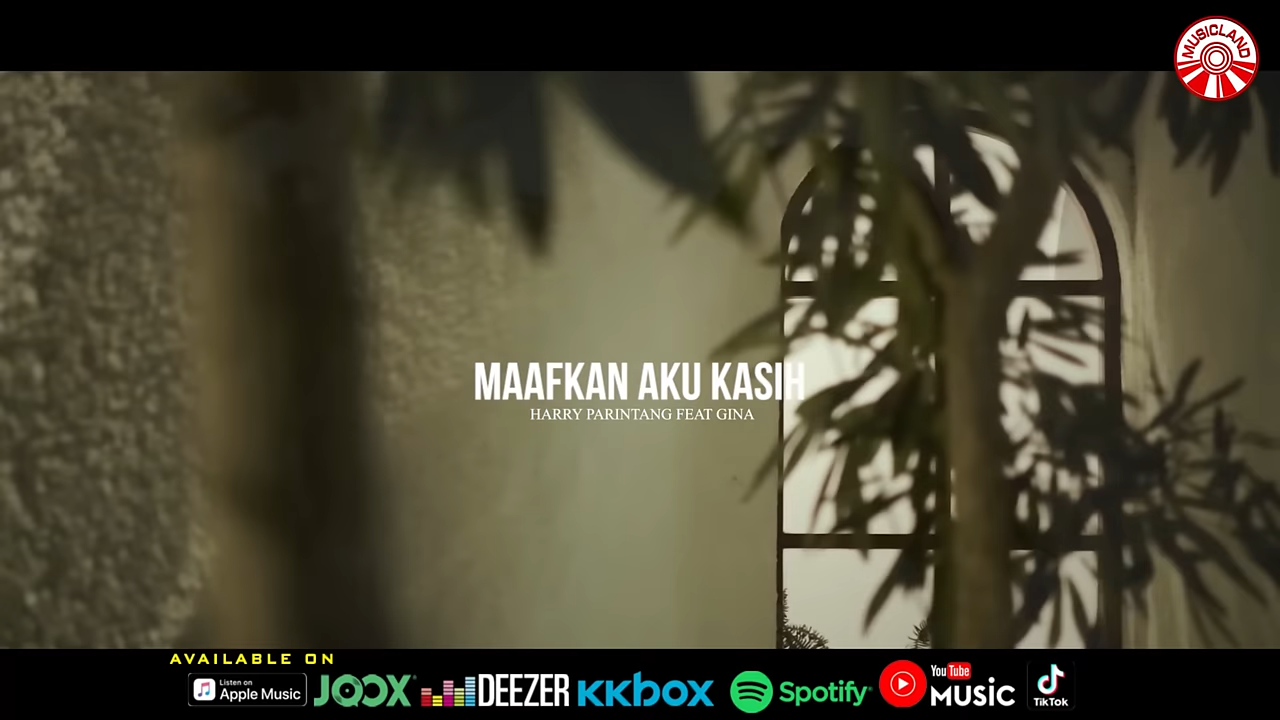 MUSICLAND
MAAFKAN AKU KASIH
HARRY PARINTANG FEAT GINA
AVAILABLE ON
Listen on
Apple Music
JOOX
DEEZER
KKBOX
Spotify
YouTube
MUSIC
TikTok